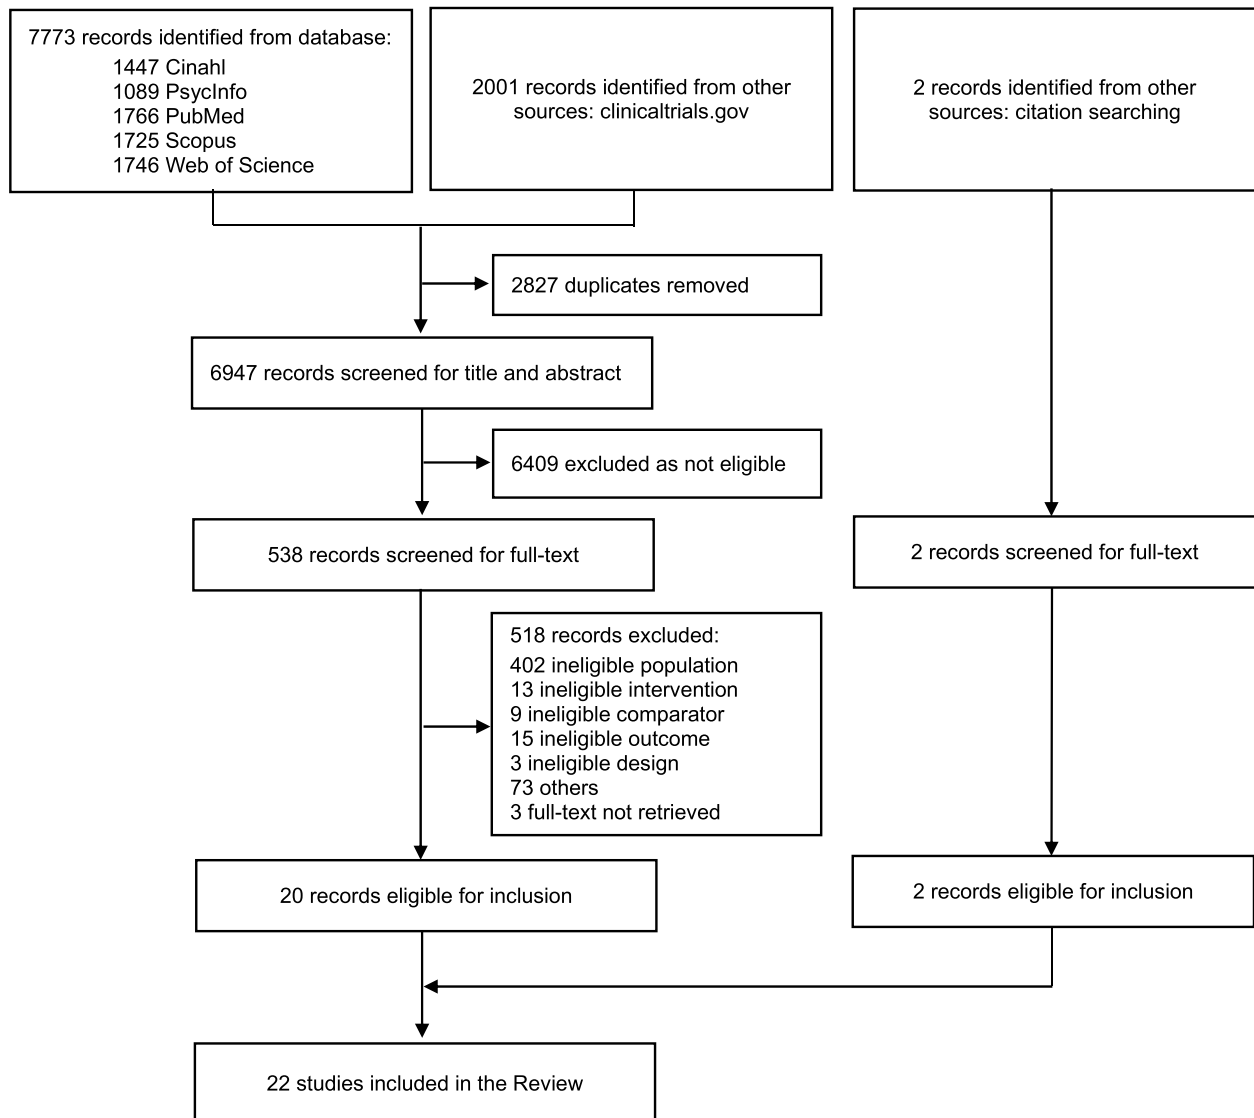 7773 records identified from database:
1447 Cinahl
1089 PsycInfo
1766 PubMed
1725 Scopus
1746 Web of Science
2001 records identified from other
sources: clinicaltrials.gov
2 records identified from other
sources: citation searching
2827 duplicates removed
6947 records screened for title and abstract
6409 excluded as not eligible
538 records screened for full-text
2 records screened for full-text
518 records excluded:
402 ineligible population
13 ineligible intervention
9 ineligible comparator
15 ineligible outcome
3 ineligible design
73 others
3 full-text not retrieved
20 records eligible for inclusion
2 records eligible for inclusion
22 studies included in the Review